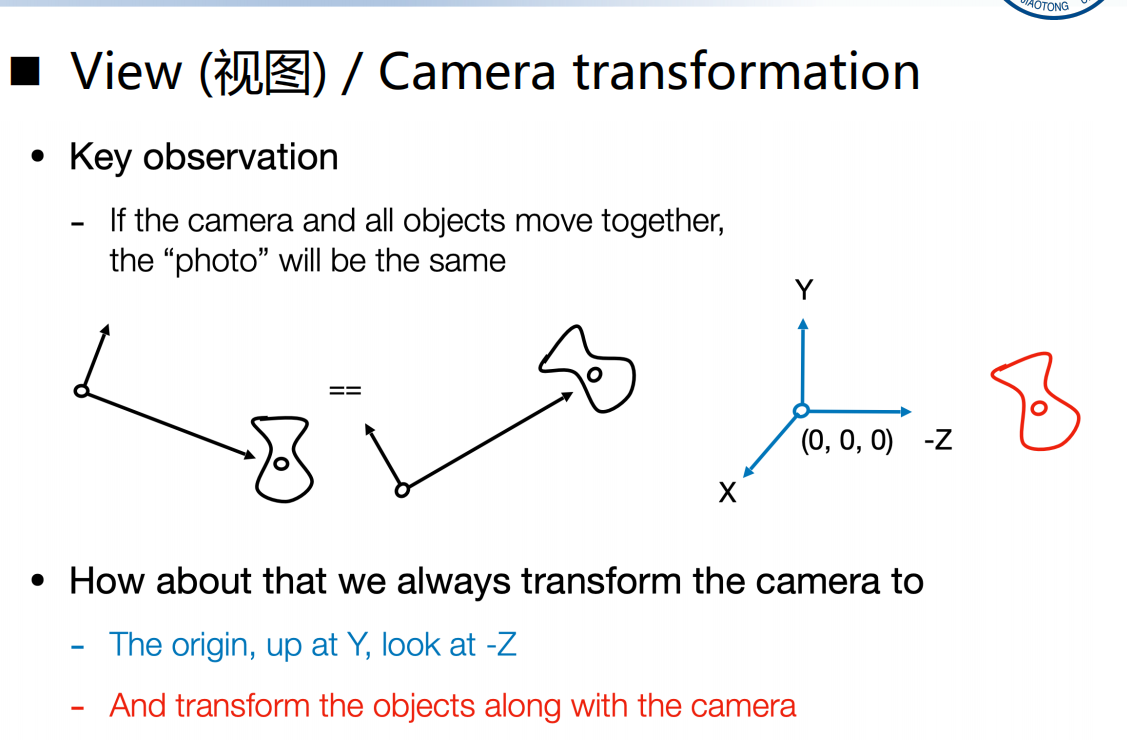 JIAOTONG
■ View (视图) / Camera transformation
• Key observation
- If the camera and all objects move together,
the “photo” will be the same
==
Y
(0, 0, 0) -Z
X
• How about that we always transform the camera to
- The origin, up at Y, look at -Z
- And transform the objects along with the camera